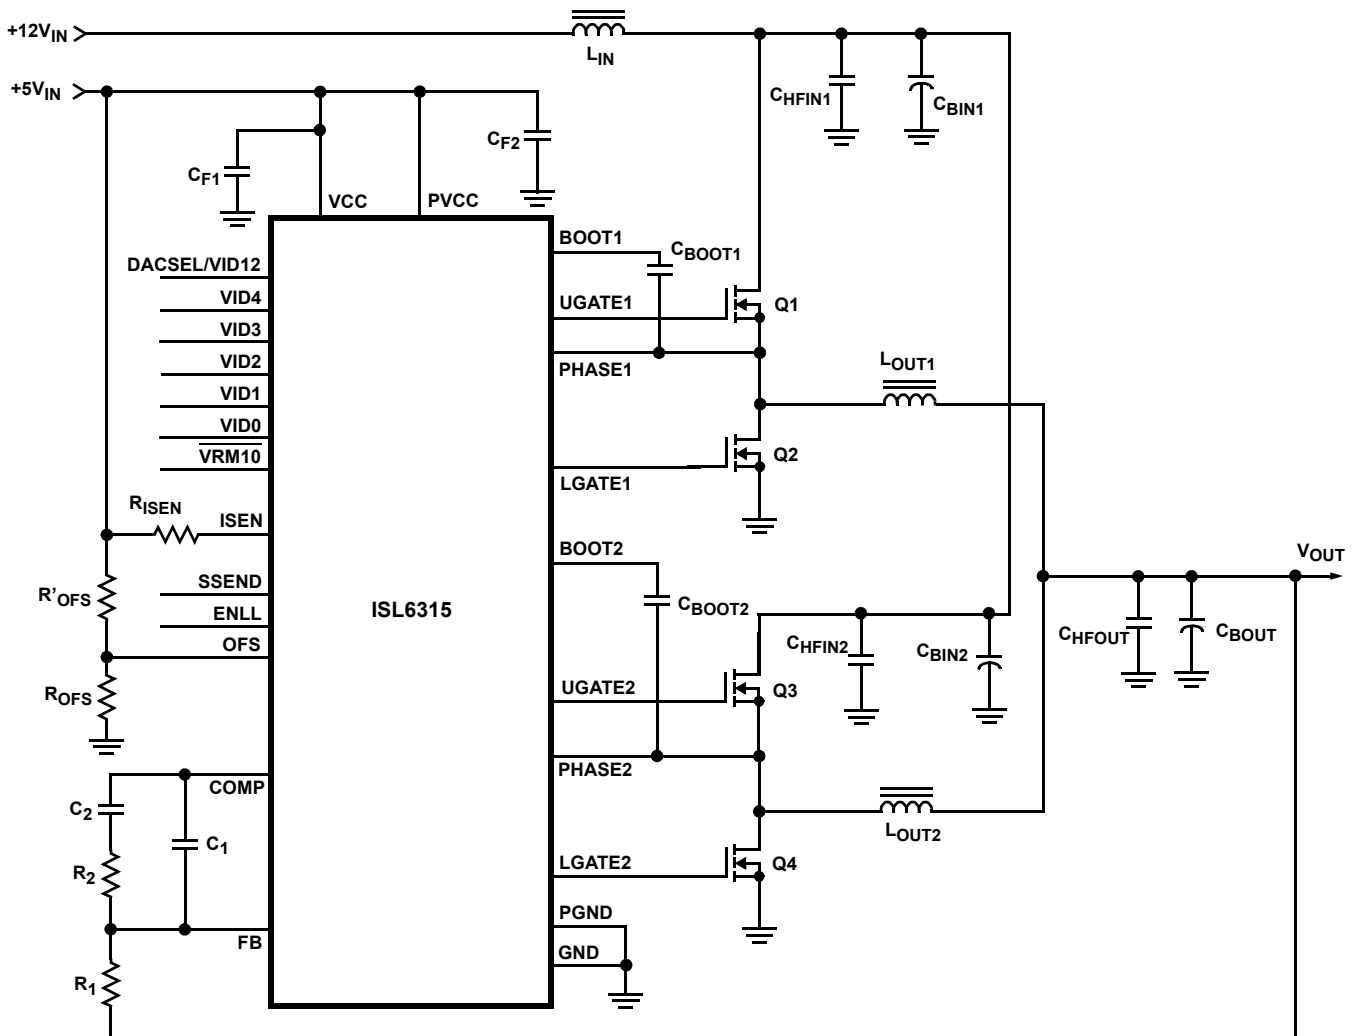 +12VIN
LIN
+5VIN
CHFIN1
CBIN1
CF1
CF2
VCC
PVCC
BOOT1
CBOOT1
DACSEL/VID12
VID4
UGATE1
Q1
VID3
VID2
PHASE1
LOUT1
VID1
VID0
VRM10
Q2
LGATE1
RISEN
ISEN
BOOT2
VOUT
R'OFS
SSEND
ISL6315
CBOOT2
ENLL
OFS
CHFIN2
CBIN2
CHFOUT
CBOUT
ROFS
UGATE2
Q3
PHASE2
COMP
C2
C1
LOUT2
R2
LGATE2
Q4
PGND
FB
GND
R1